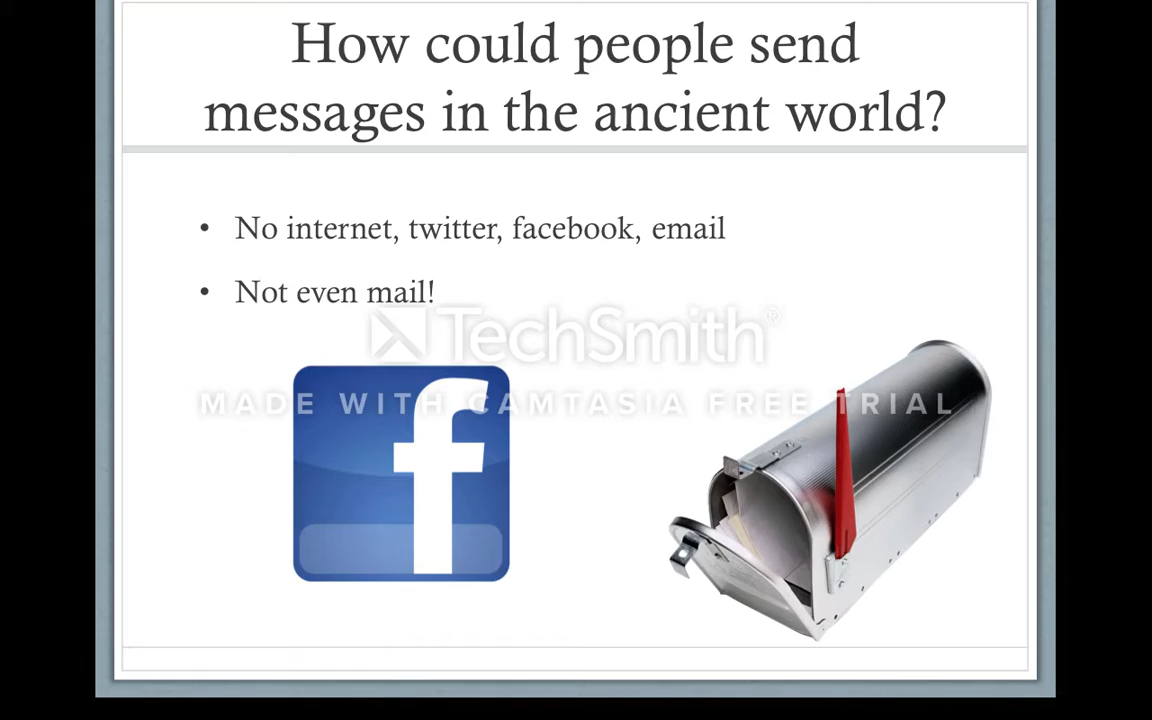 How could people send
messages in the ancient world?
• No internet, twitter, facebook, email
• Not even mail!
TechSmith®
MADE WITH CAMTASIA FREE TRIAL
f